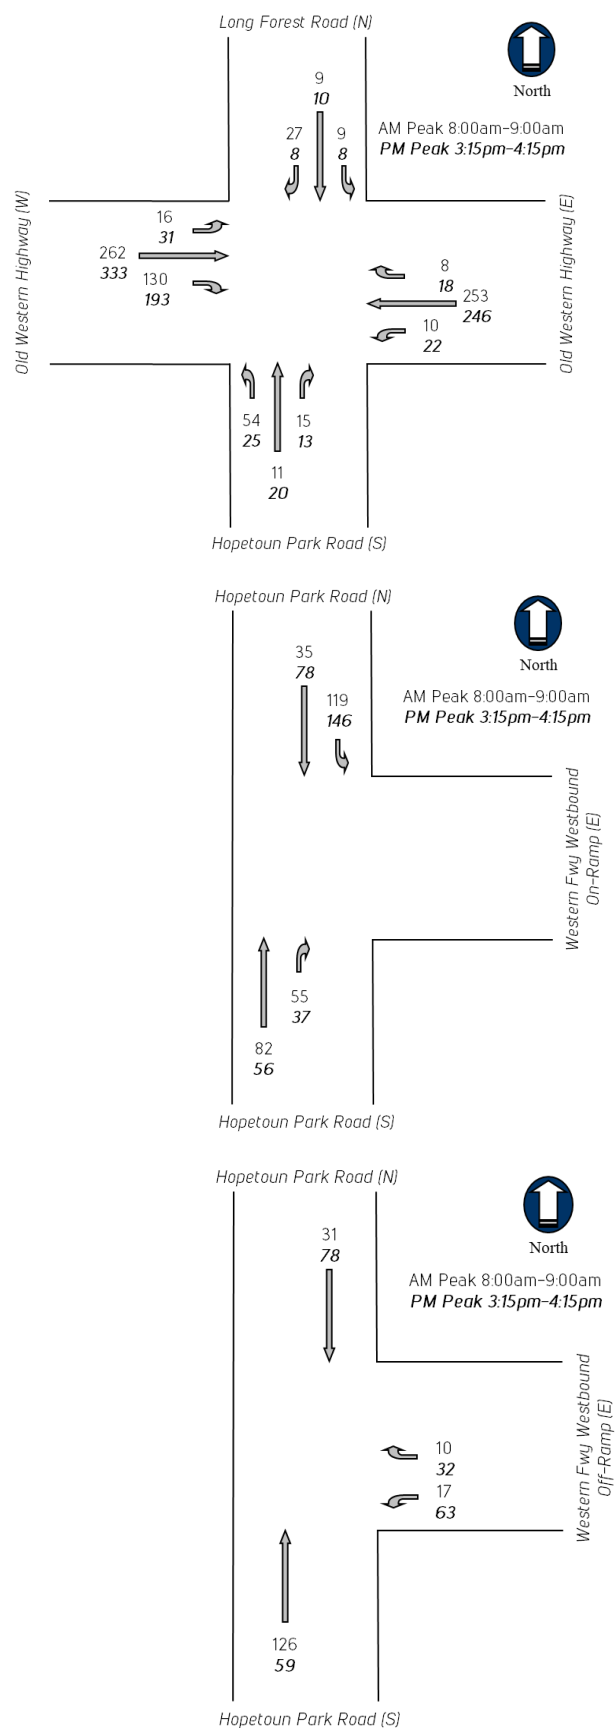 Long Forest Road (N)
North
AM Peak 8:00am-9:00am
PM Peak 3:15pm-4:15pm
9
10
27
8
9
8
Old Western Highway (W)
16
31
262
333
130
193
8
18
253
246
10
22
Old Western Highway (E)
54
25
15
13
11
20
Hopetoun Park Road (S)
Hopetoun Park Road (N)
North
AM Peak 8:00am-9:00am
PM Peak 3:15pm-4:15pm
35
78
119
146
Western Fwy Westbound
On-Ramp (E)
55
37
82
56
Hopetoun Park Road (S)
Hopetoun Park Road (N)
North
AM Peak 8:00am-9:00am
PM Peak 3:15pm-4:15pm
31
78
Western Fwy Westbound
Off-Ramp (E)
10
32
17
63
126
59
Hopetoun Park Road (S)